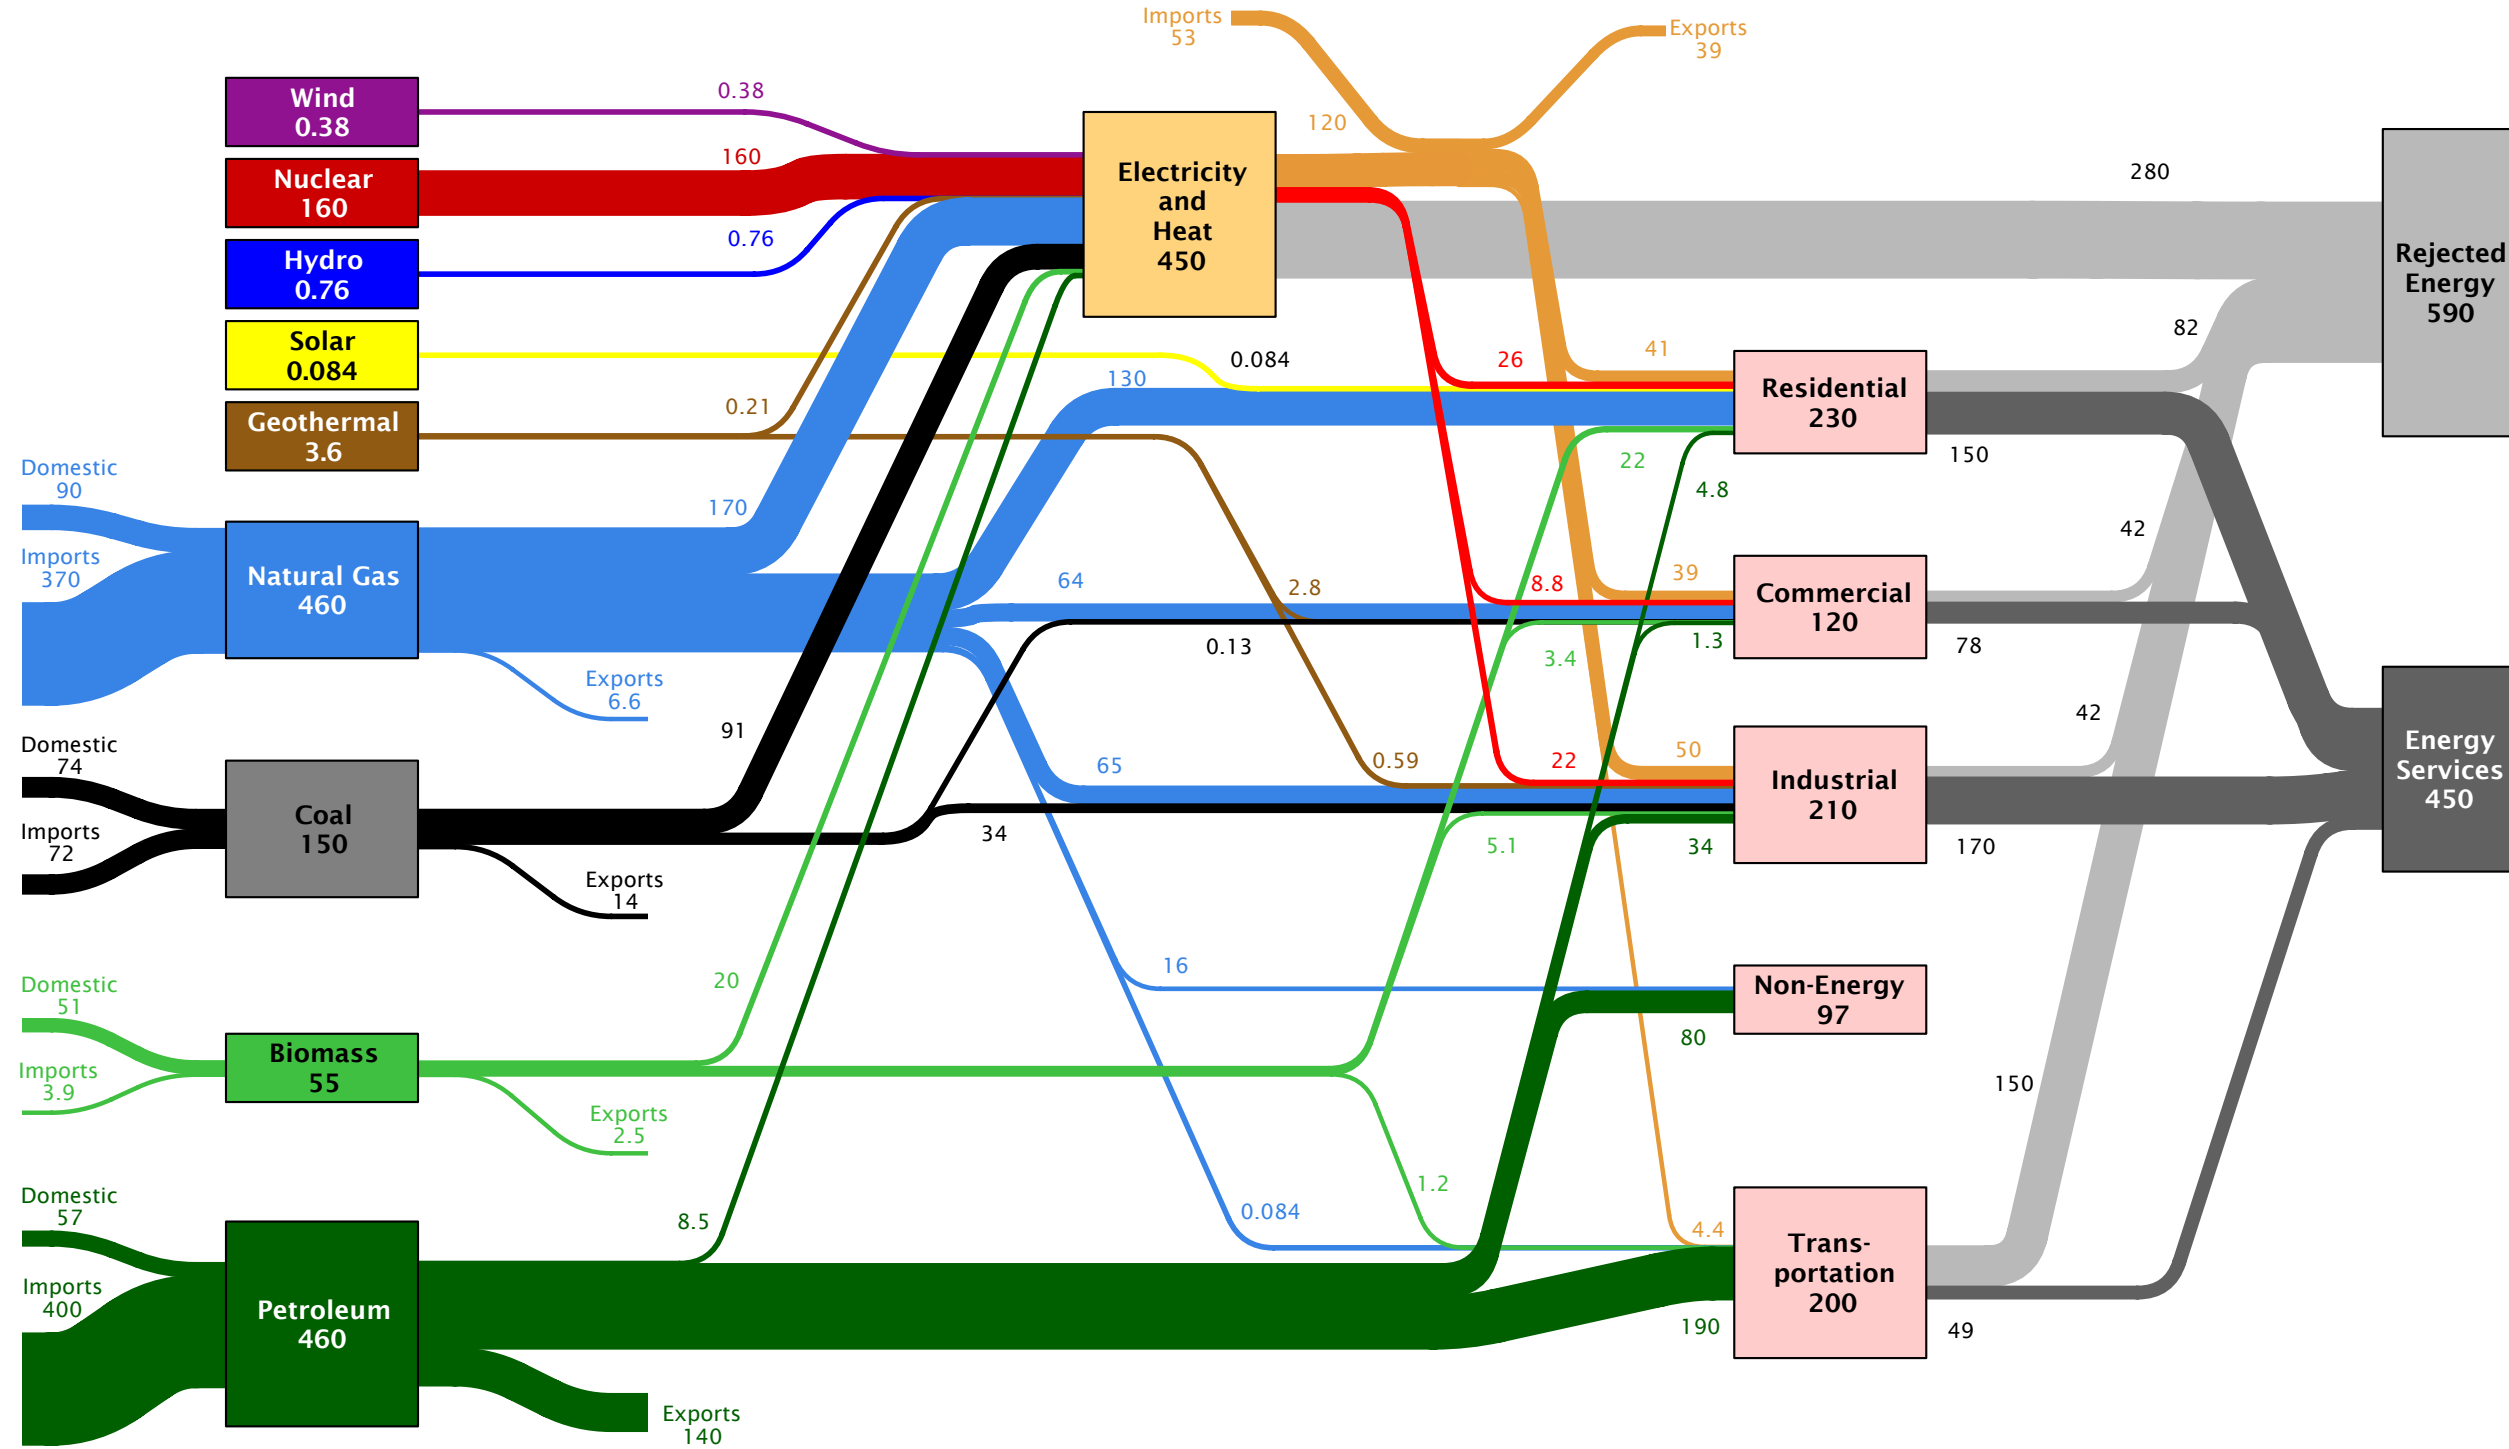 Imports
53
Exports
39
Wind
0.38
0.38
Nuclear
160
160
Hydro
0.76
0.76
Solar
0.084
0.084
Geothermal
3.6
0.21
2.8
0.59
Electricity
and
Heat
450
120
280
Rejected
Energy
590
Domestic
90
Imports
370
Natural Gas
460
170
130
64
65
16
0.084
Exports
6.6
26
41
Residential
230
22
4.8
82
150
8.8
39
Commercial
120
0.13
3.4
1.3
42
78
Domestic
74
Imports
72
Coal
150
91
34
Exports
14
22
50
Industrial
210
5.1
34
42
170
Energy
Services
450
Domestic
51
Imports
3.9
Biomass
55
20
Exports
2.5
Non-Energy
97
80
150
1.2
Domestic
57
Imports
400
Petroleum
460
8.5
Exports
140
4.4
Trans-
portation
200
190
49